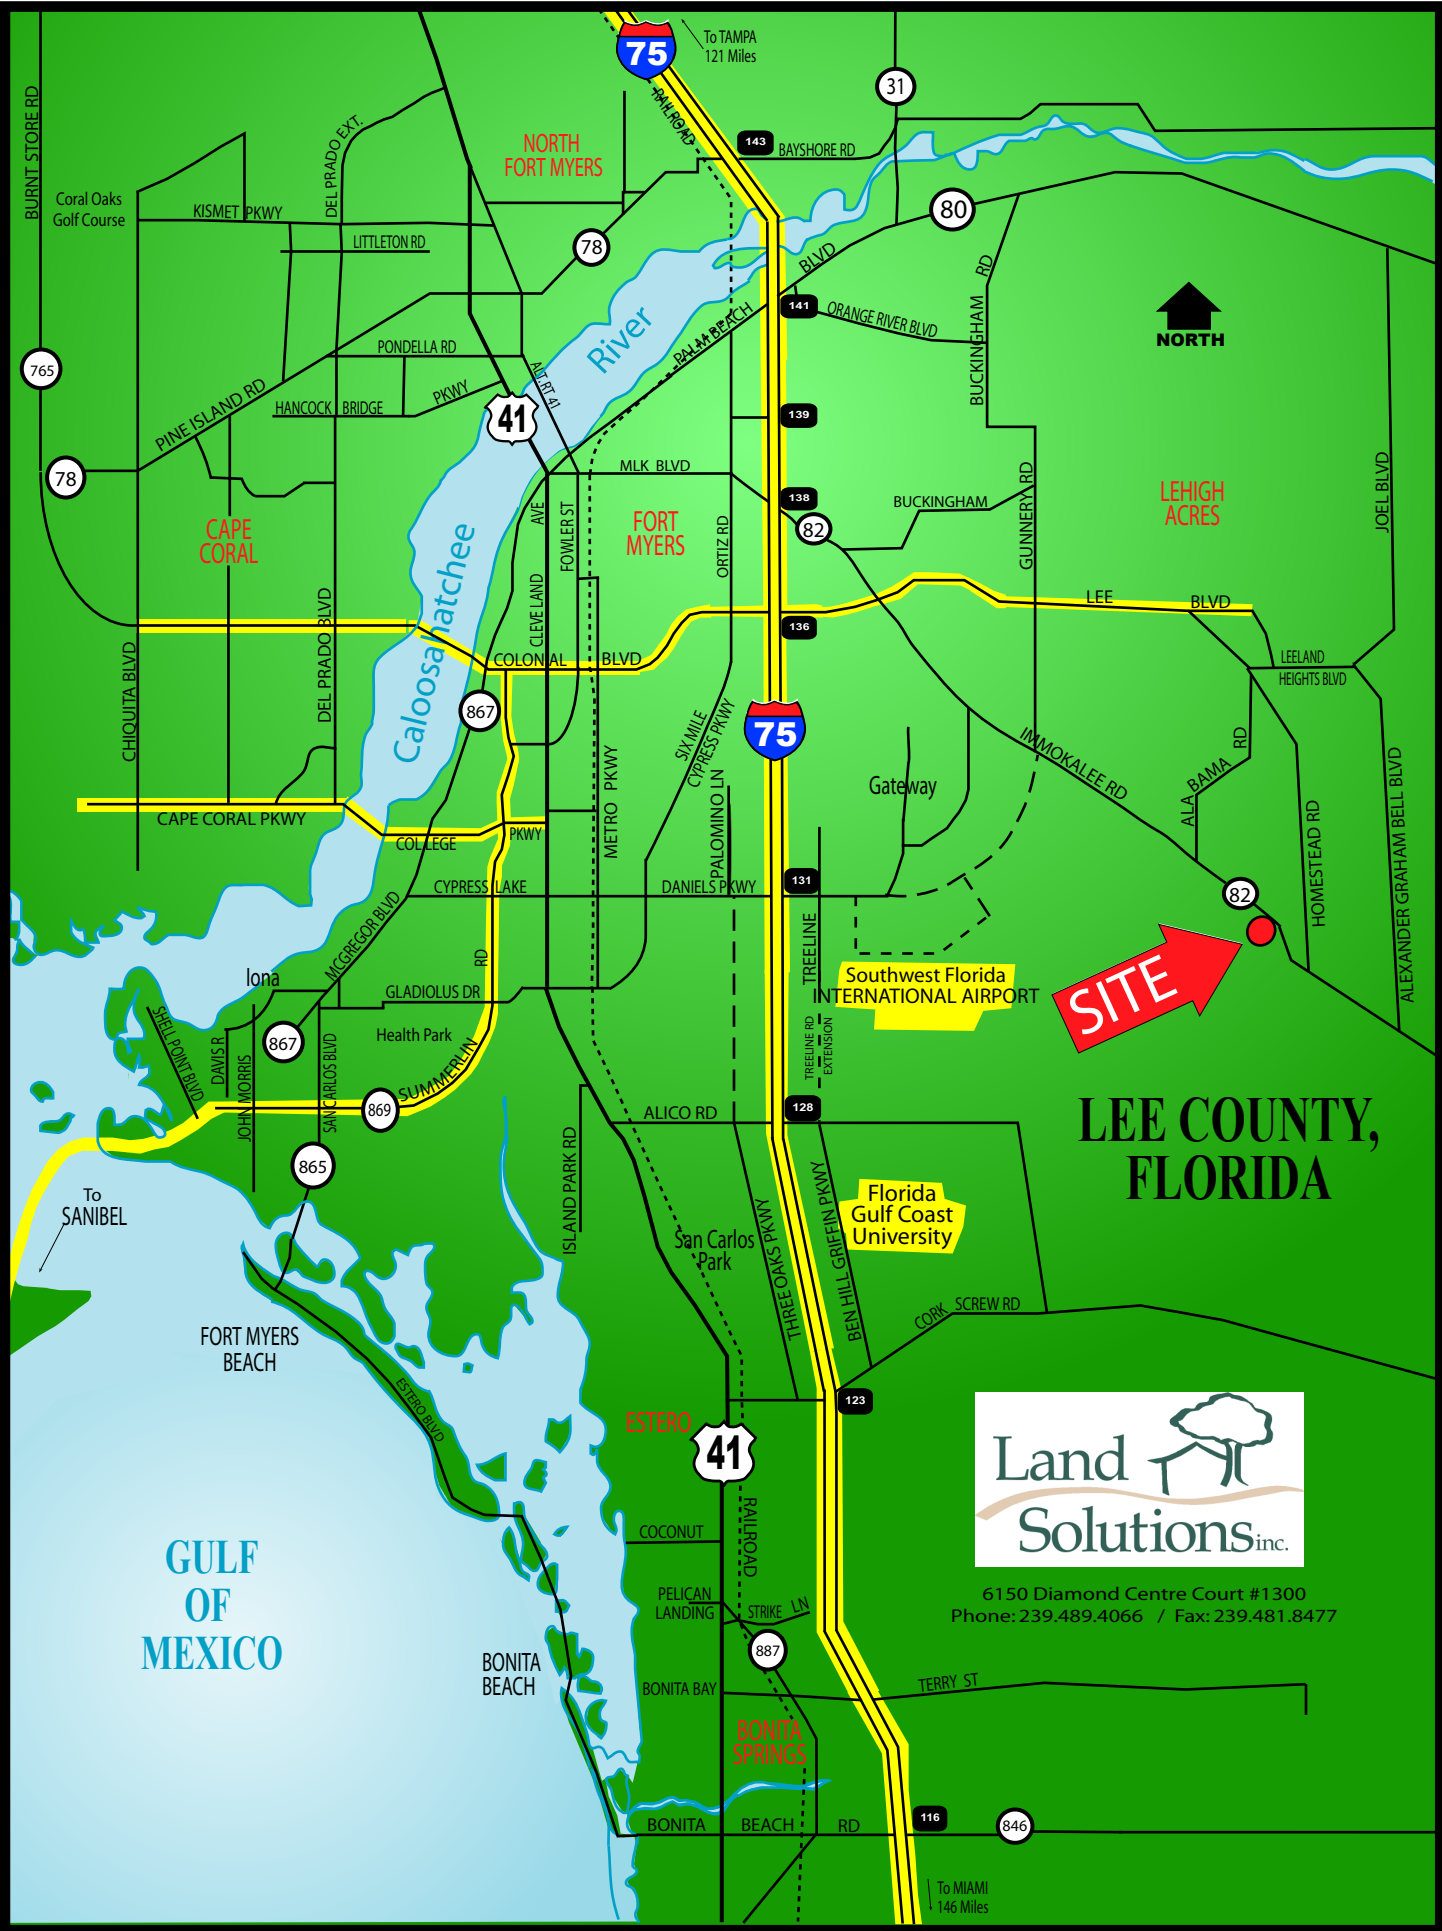 75
To TAMPA
121 Miles
31
RAILROAD
143
BAYSHORE RD
BURNT STORE RD
DEL PRADO EXT.
NORTH
FORT MYERS
Coral Oaks
Golf Course
KISMET PKWY
LITTLETON RD
78
80
BLVD
BUCKINGHAM RD
141
ORANGE RIVER BLVD
NORTH
River
PALM BEACH
PONDELLA RD
ALT. RT 41
765
PINE ISLAND RD
HANCOCK BRIDGE
PKWY
41
139
78
MLK BLVD
138
BUCKINGHAM
GUNNERY RD
LEHIGH
ACRES
JOEL BLVD
CAPE
CORAL
AVE
FOWLER ST
FORT
MYERS
ORTIZ RD
82
Caloosahatchee
CLEVE LAND
DEL PRADO BLVD
LEE
BLVD
136
COLONIAL
BLVD
LEELAND
HEIGHTS BLVD
CHIQUITA BLVD
DEL PRADO BLVD
867
SIX MILE
CYPRESS PKWY
75
IMMOKALEE RD
METRO PKWY
PALOMINO LN
Gateway
ALA BAMA RD
HOMESTEAD RD
ALEXANDER GRAHAM BELL BLVD
CAPE CORAL PKWY
COLLEGE
PKWY
CYPRESS LAKE
DANIELS PKWY
131
82
MCGREGOR BLVD
RD
TREELINE
Iona
GLADIOLUS DR
Southwest Florida
INTERNATIONAL AIRPORT
SITE
SHELL POINT BLVD
DAVIS R
867
JOHN MORRIS
SAN CARLOS BLVD
Health Park
SUMMERLIN
TREELINE RD
EXTENSION
869
ALICO RD
128
LEE COUNTY,
FLORIDA
865
ISLAND PARK RD
To
SANIBEL
San Carlos
Park
THREE OAKS PKWY
BEN HILL GRIFFIN PKWY
Florida
Gulf Coast
University
CORK SCREW RD
FORT MYERS
BEACH
ESTERO BLVD
ESTERO
123
41
Land
Solutions inc.
RAILROAD
COCONUT
GULF
OF
MEXICO
6150 Diamond Centre Court #1300
Phone: 239.489.4066 / Fax: 239.481.8477
PELICAN
LANDING
STRIKE LN
887
BONITA
BEACH
BONITA BAY
TERRY ST
BONITA
SPRINGS
116
BONITA BEACH RD
846
To MIAMI
146 Miles